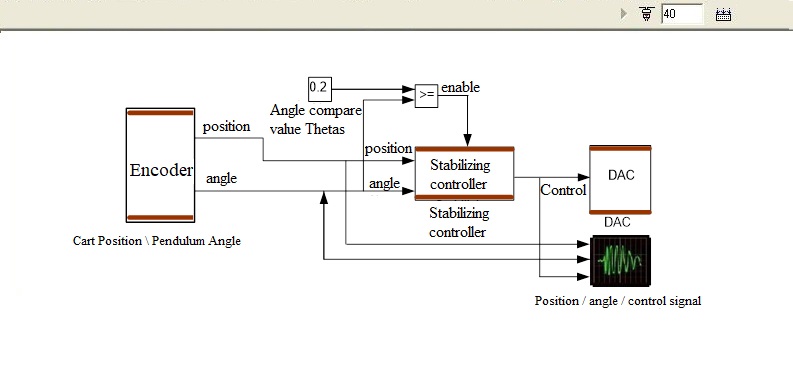 40
0.2
>=
enable
Angle compare
value Thetas
position
position
Encoder
Stabilizing
controller
angle
angle
Control
DAC
Stabilizing
controller
DAC
Cart Position \ Pendulum Angle
Position / angle / control signal